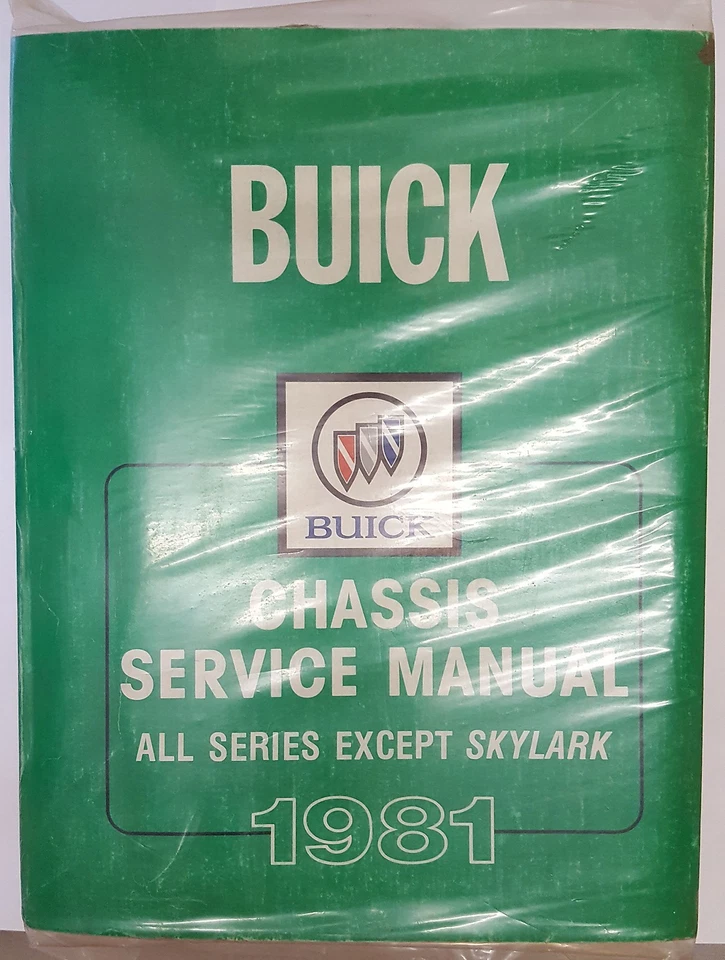 BUICK
BUICK
CHASSIS
SERVICE MANUAL
ALL SERIES EXCEPT SKYLARK
1981